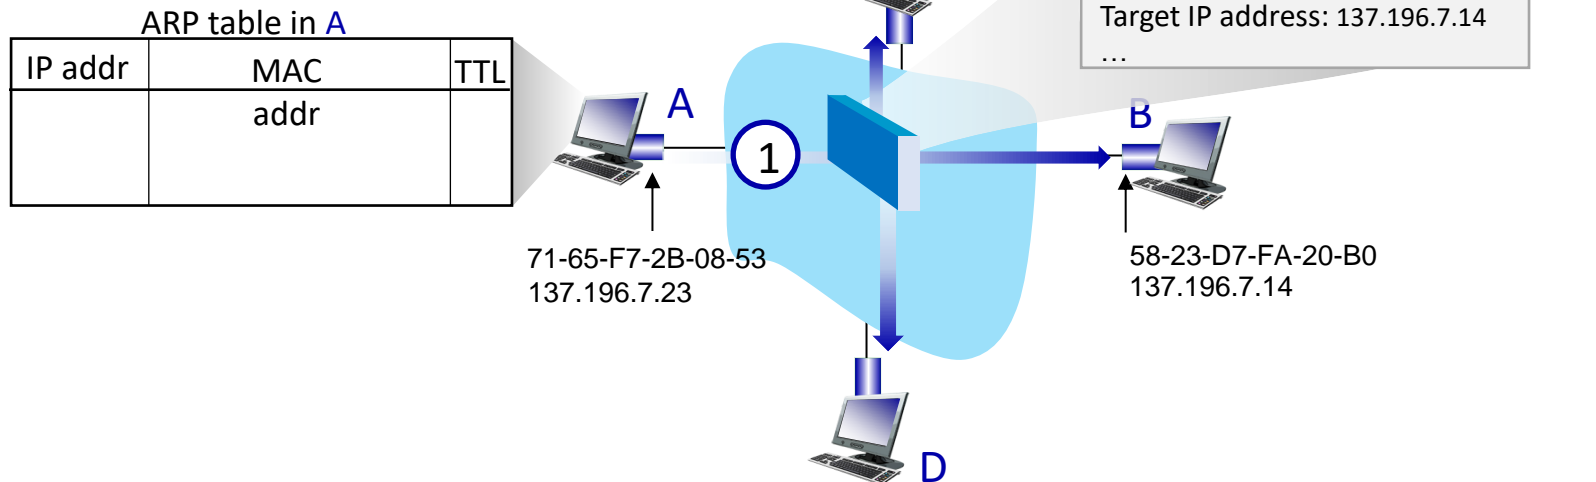 ARP table in A
IP addr MAC addr TTL
Target IP address: 137.196.7.14
...
A
1
B
71-65-F7-2B-08-53
137.196.7.23
58-23-D7-FA-20-B0
137.196.7.14
D